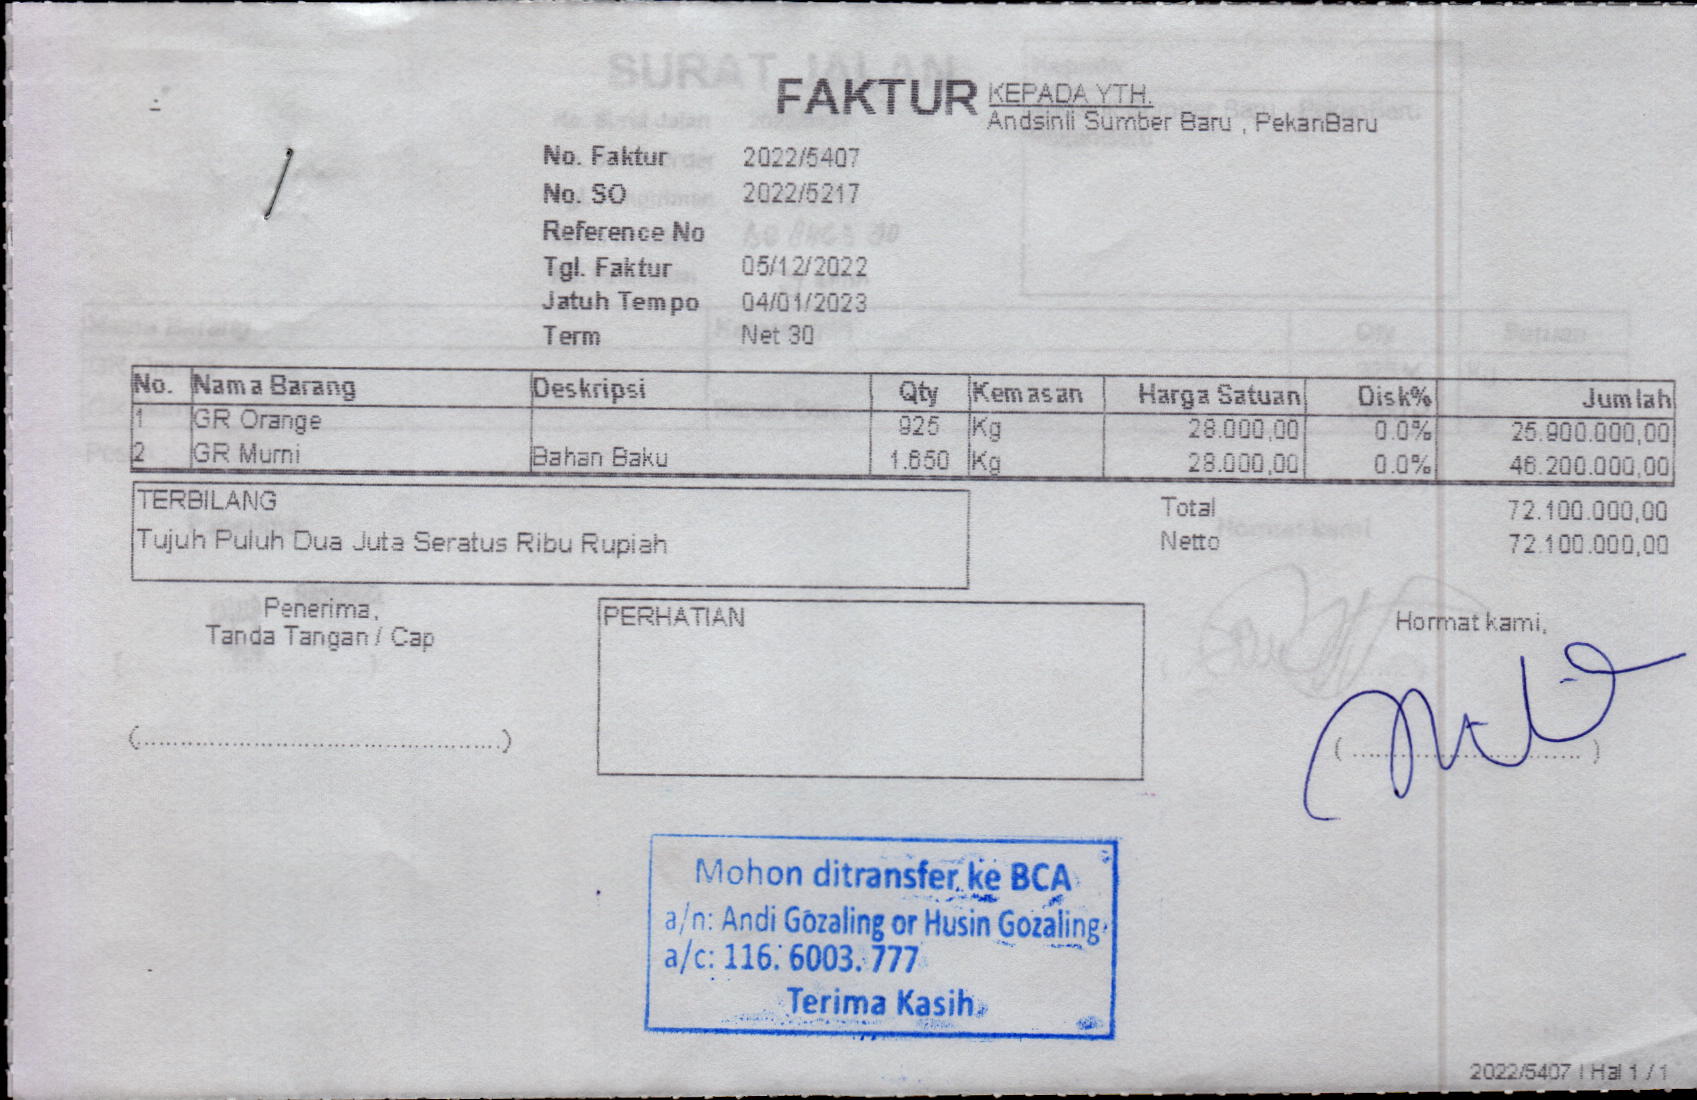 FAKTUR
KEPADA YTH.
Andsinli Sumber Baru , PekanBaru
No. Faktur 2022/5407
No. SO 2022/5217
Reference No
Tgl. Faktur 05/12/2022
Jatuh Tempo 04/01/2023
Term Net 30
No. Nama Barang Deskripsi Qty Kemasan Harga Satuan Disk% Jumlah
1 GR Orange 925 Kg 28.000,00 0.0% 25.900.000,00
2 GR Murni Bahan Baku 1.650 Kg 28.000,00 0.0% 46.200.000,00
TERBILANG
Tujuh Puluh Dua Juta Seratus Ribu Rupiah
Total 72.100.000,00
Netto 72.100.000,00
Penerima,
Tanda Tangan / Cap
(................................................)
PERHATIAN
Hormat kami,
(................................)
Mohon ditransfer ke BCA
a/n: Andi Gozaling or Husin Gozaling
a/c: 116. 6003. 777
Terima Kasih
2022/5407 | Hal 1 / 1
SURAT JALAN